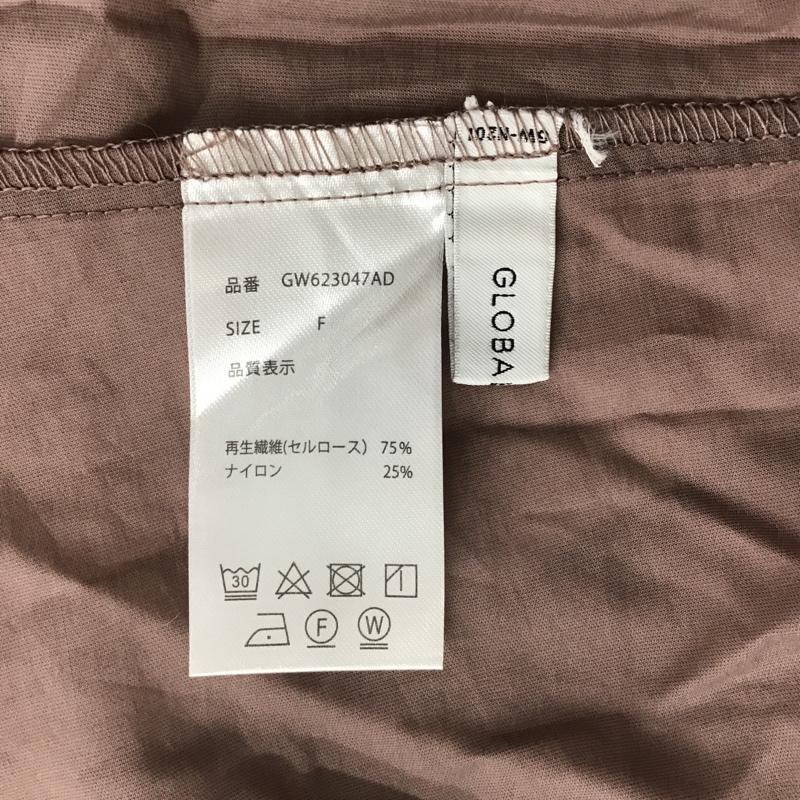 品番 GW623047AD
SIZE F
品質表示
再生繊維(セルロース) 75%
ナイロン 25%
30
F W